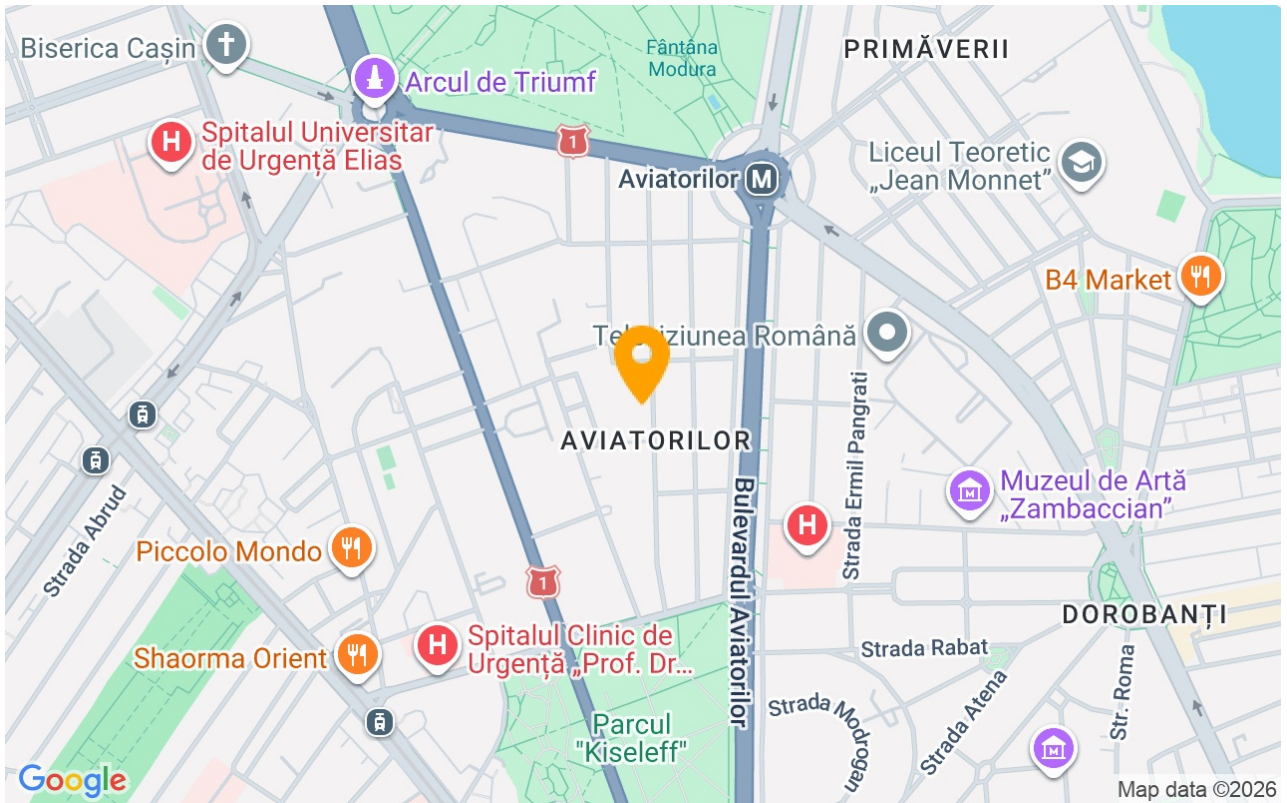 Biserica Cașin
Arcul de Triumf
Fântâna
Modura
PRIMĂVERII
Spitalul Universitar
de Urgență Elias
1
Aviatorilor
M
Liceul Teoretic
„Jean Monnet”
B4 Market
Televiziunea Română
AVIATORILOR
Strada Ermil Pangrati
Bulevardul Aviatorilor
Muzeul de Artă
„Zambaccian”
Strada Abrud
Piccolo Mondo
1
DOROBANȚI
Shaorma Orient
Spitalul Clinic de
Urgență „Prof. Dr...
Strada Rabat
Strada Modrogan
Strada Atena
Str. Roma
Parcul
"Kiseleff"
Google
Map data ©2026
H
H
H
M
M